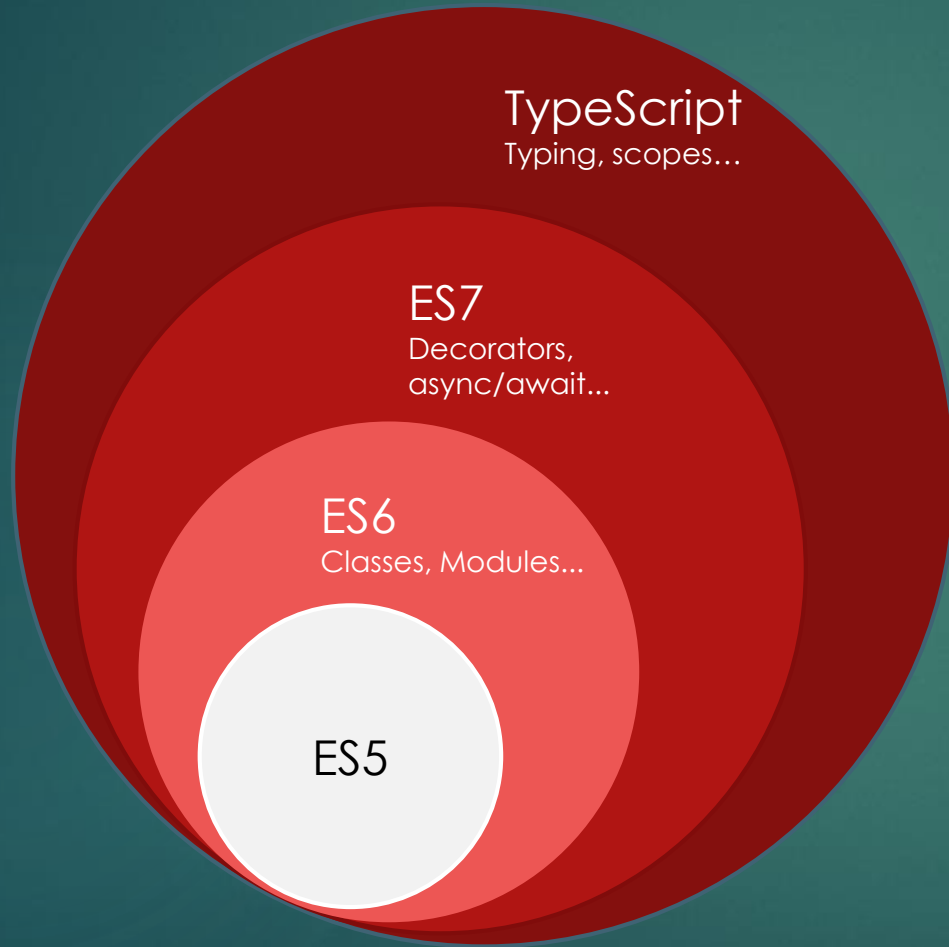 TypeScript
Typing, scopes…
ES7
Decorators,
async/await...
ES6
Classes, Modules...
ES5